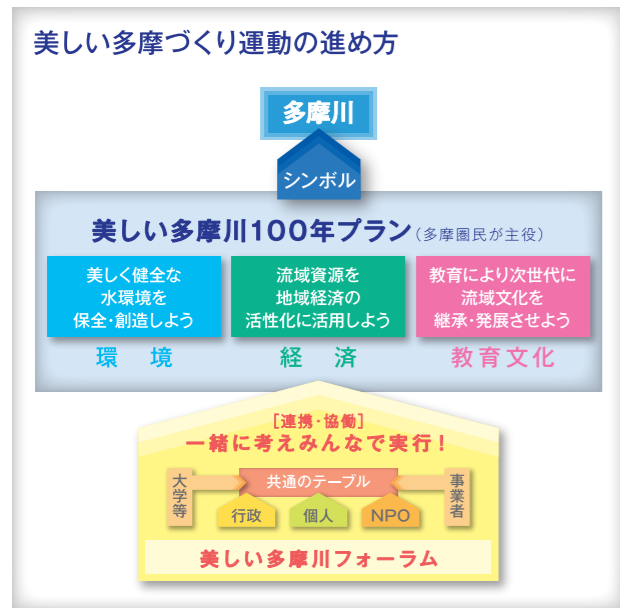 美しい多摩づくり運動の進め方
多摩川
シンボル
美しい多摩川100年プラン(多摩圏民が主役)
美しく健全な
水環境を
保全・創造しよう
環 境
流域資源を
地域経済の
活性化に活用しよう
経 済
教育により次世代に
流域文化を
継承・発展させよう
教育文化
[連携・協働]
一緒に考えみんなで実行!
大学等
共通のテーブル
事業者
行政
個人
NPO
美しい多摩川フォーラム